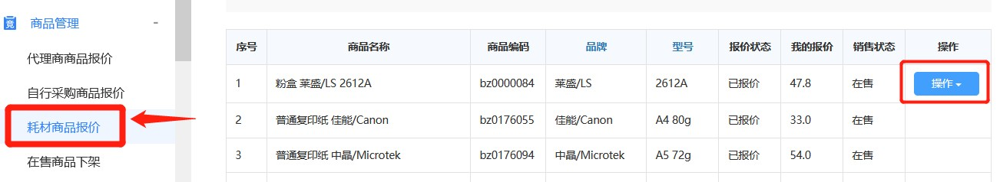 竞 商品管理 -
代理商商品报价
自行采购商品报价
耗材商品报价
在售商品下架
序号 商品名称 商品编码 品牌 型号 报价状态 我的报价 销售状态 操作
1 粉盒 莱盛/LS 2612A bz0000084 莱盛/LS 2612A 已报价 47.8 在售 操作
2 普通复印纸 佳能/Canon bz0176055 佳能/Canon A4 80g 已报价 33.0 在售
3 普通复印纸 中晶/Microtek bz0176094 中晶/Microtek A5 72g 已报价 54.0 在售